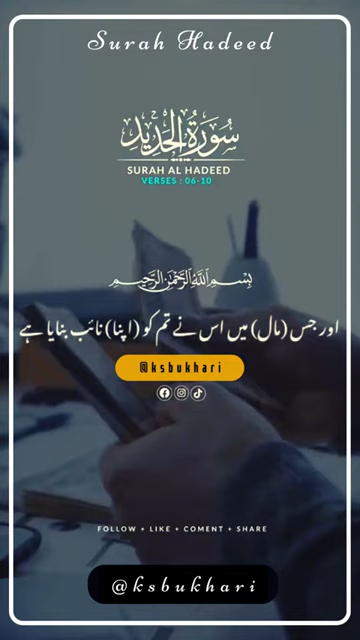 Surah Hadeed
سُورَةُ الحَدِيدِ
SURAH AL HADEED
VERSES : 06-10
بِسْمِ اللَّهِ الرَّحْمَٰنِ الرَّحِيمِ
اور جس (مال) میں اس نے تم کو (اپنا) نائب بنایا ہے
@ksbukhari
FOLLOW + LIKE + COMENT + SHARE
@ksbukhari